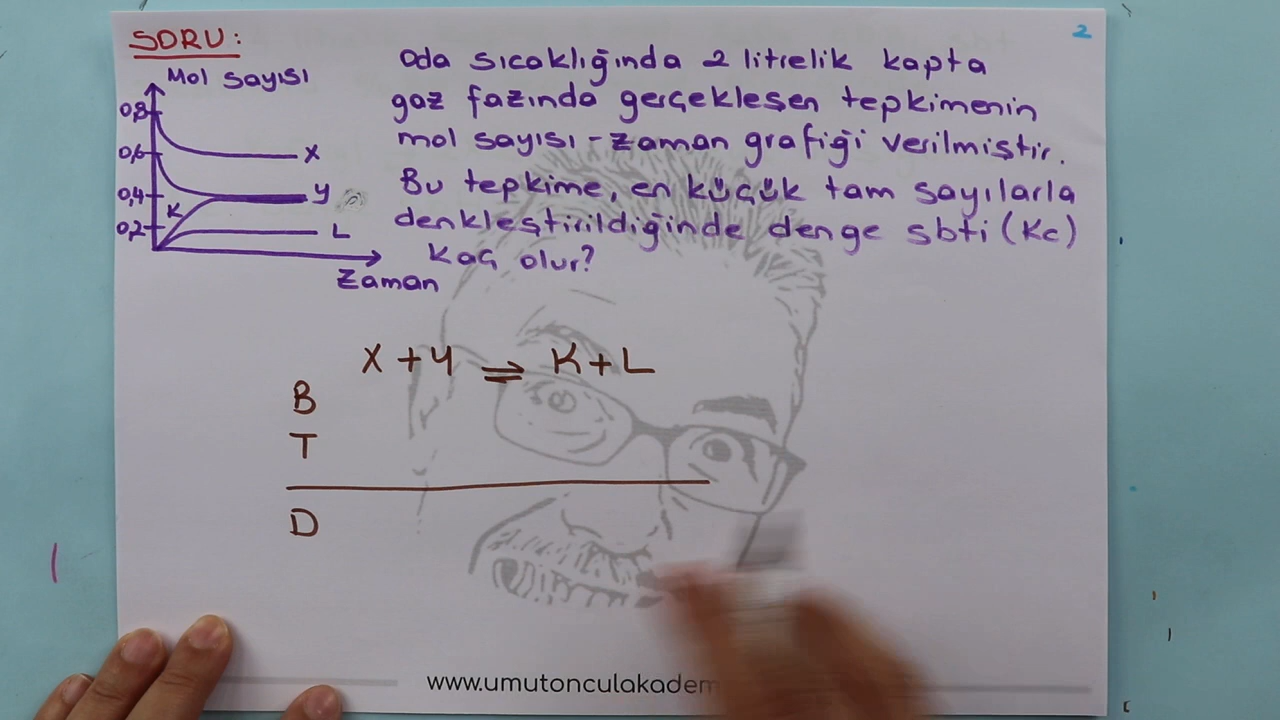 SORU:
2
Mol sayısı
0,8
0,6
0,4
0,2
X
Y
K
L
Zaman
Oda sıcaklığında 2 litrelik kapta
gaz fazında gerçekleşen tepkimenin
mol sayısı-zaman grafiği verilmiştir.
Bu tepkime, en küçük tam sayılarla
denkleştirildiğinde denge sbti (Kc)
kaç olur?
X + Y ⇌ K + L
B
T
D
www.umutonculakadem